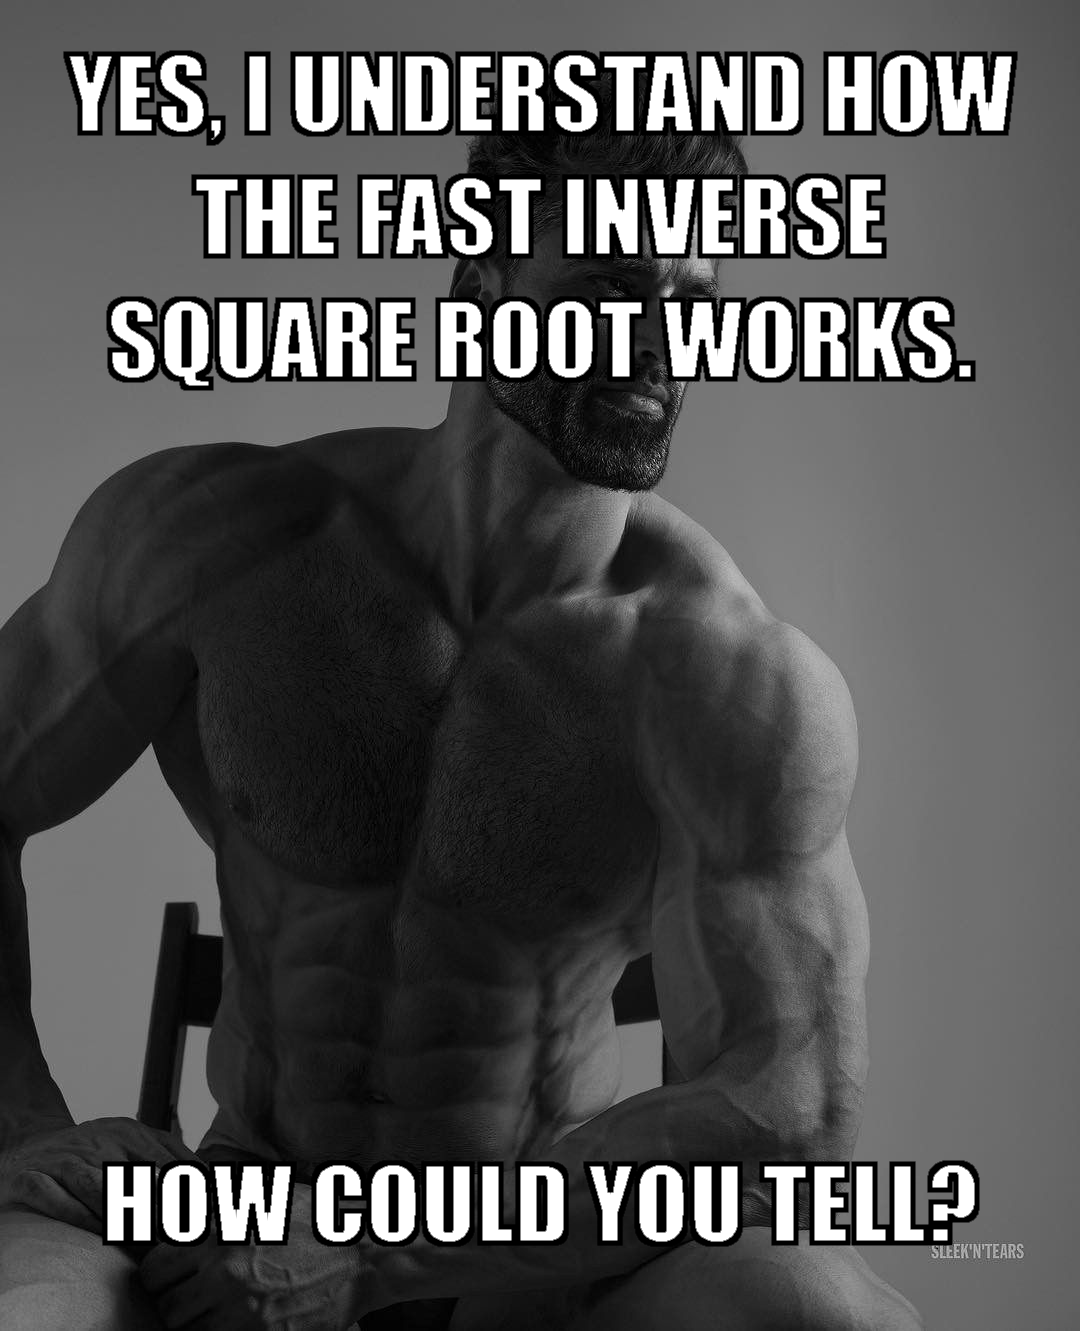 YES, I UNDERSTAND HOW
THE FAST INVERSE
SQUARE ROOT WORKS.
HOW COULD YOU TELL?
SLEEK'N'TEARS